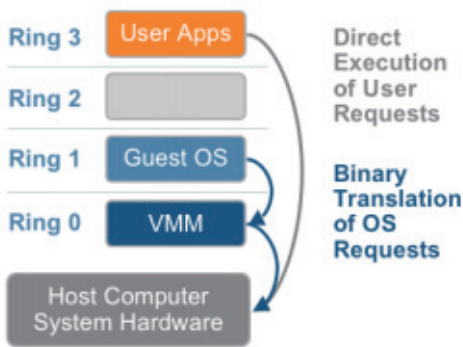 Ring 3
User Apps
Ring 2
Ring 1
Guest OS
Ring 0
VMM
Host Computer
System Hardware
Direct
Execution
of User
Requests
Binary
Translation
of OS
Requests